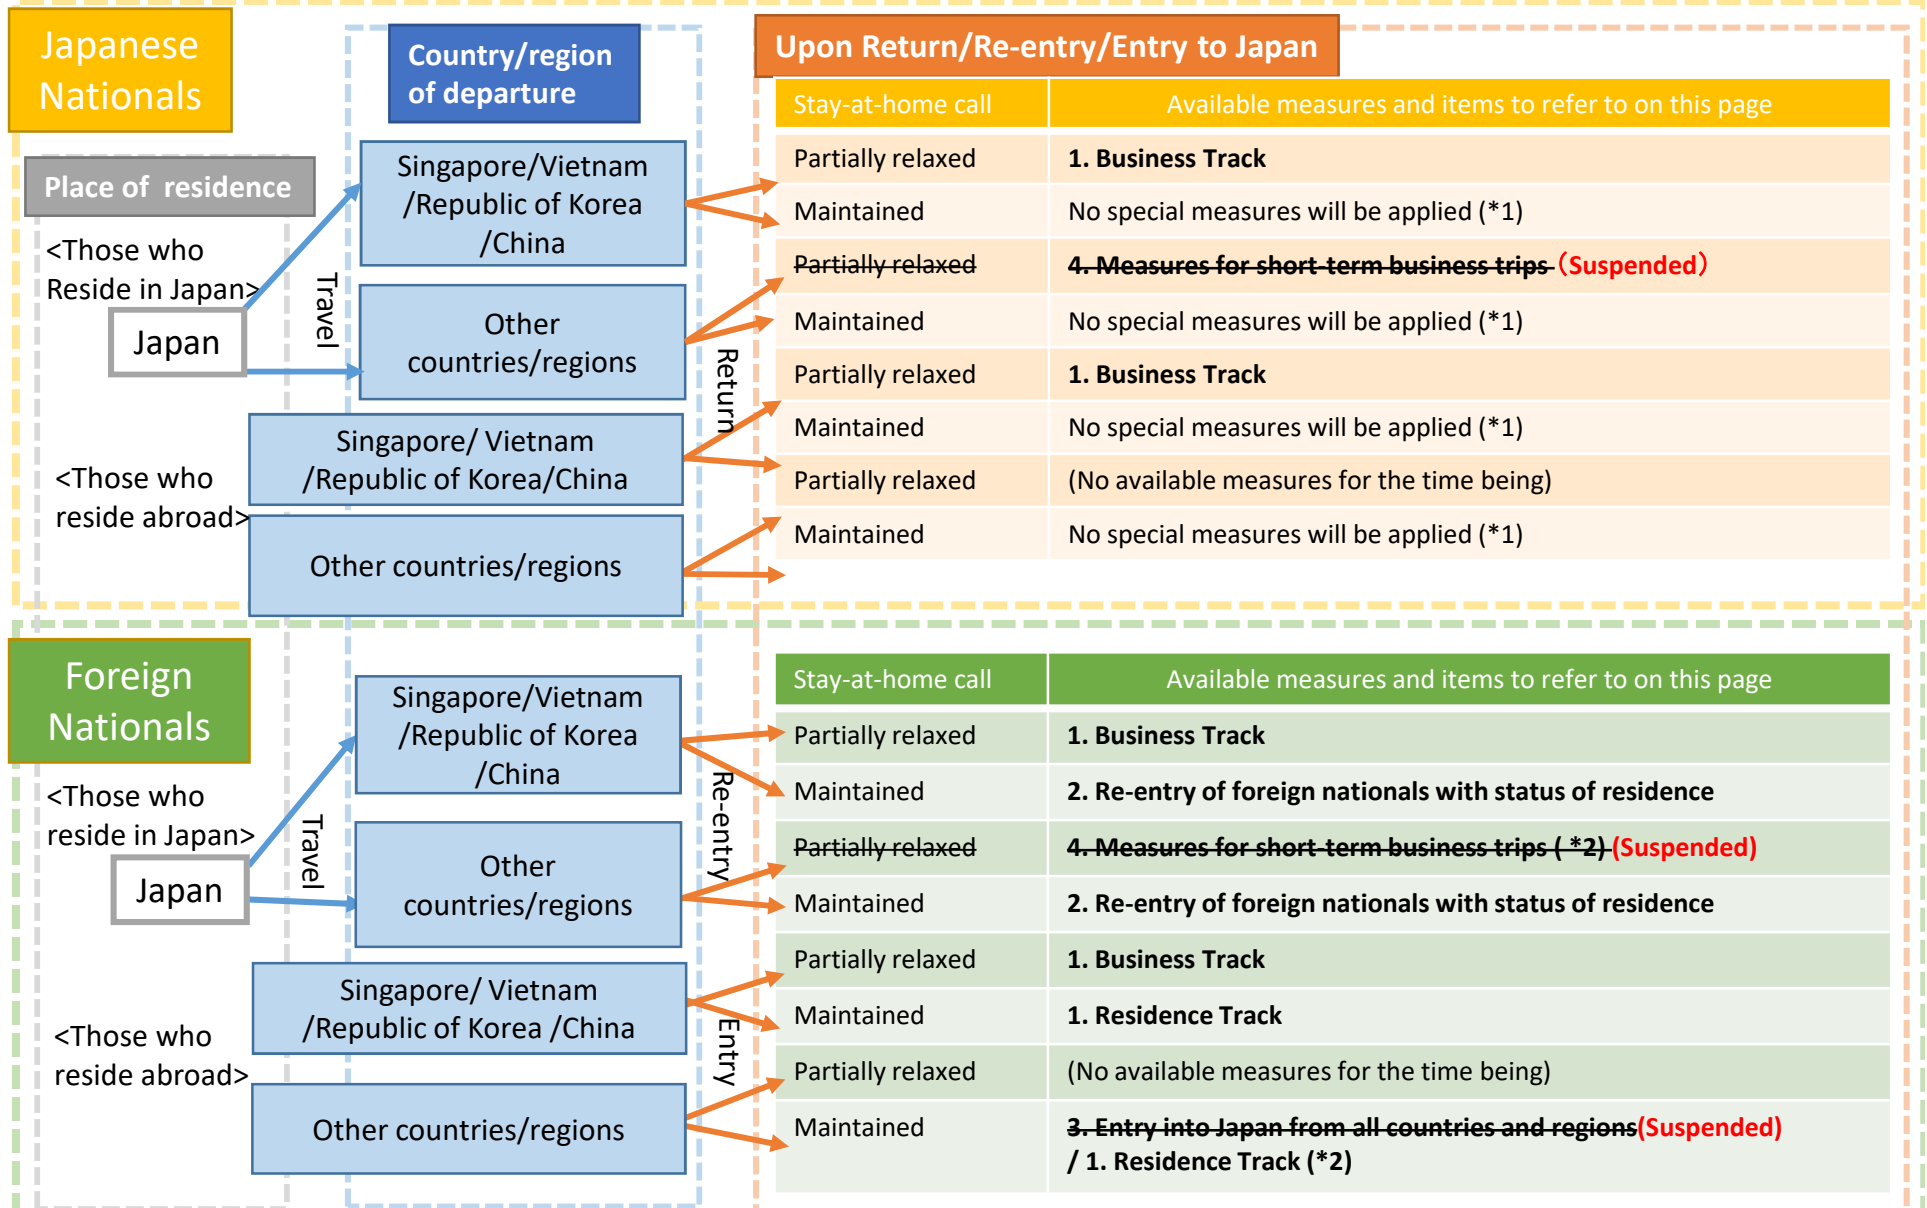 Japanese
Nationals
Country/region
of departure
Upon Return/Re-entry/Entry to Japan
Place of  residence
<Those who
Reside in Japan>
Japan
Travel
Singapore/Vietnam
/Republic of Korea
/China
Other
countries/regions
<Those who
reside abroad>
Singapore/ Vietnam
/Republic of Korea/China
Other countries/regions
Return
Stay-at-home call Available measures and items to refer to on this page
Partially relaxed 1. Business Track
Maintained No special measures will be applied (*1)
Partially relaxed 4. Measures for short-term business trips （Suspended）
Maintained No special measures will be applied (*1)
Partially relaxed 1. Business Track
Maintained No special measures will be applied (*1)
Partially relaxed (No available measures for the time being)
Maintained No special measures will be applied (*1)
Foreign
Nationals
<Those who
reside in Japan>
Japan
Travel
Singapore/Vietnam
/Republic of Korea
/China
Other
countries/regions
<Those who
reside abroad>
Singapore/ Vietnam
/Republic of Korea /China
Other countries/regions
Re-entry
Entry
Stay-at-home call Available measures and items to refer to on this page
Partially relaxed 1. Business Track
Maintained 2. Re-entry of foreign nationals with status of residence
Partially relaxed 4. Measures for short-term business trips ( *2) (Suspended)
Maintained 2. Re-entry of foreign nationals with status of residence
Partially relaxed 1. Business Track
Maintained 1. Residence Track
Partially relaxed (No available measures for the time being)
Maintained 3. Entry into Japan from all countries and regions(Suspended)
/ 1. Residence Track (*2)